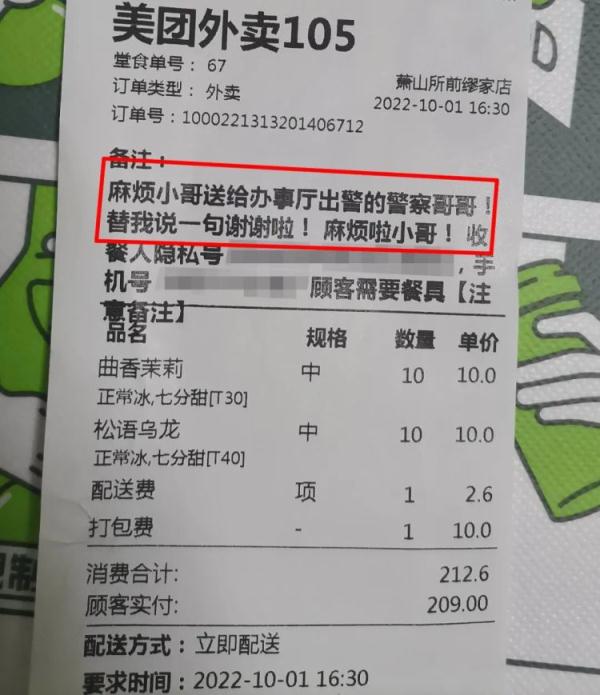 美团外卖105
堂食单号： 67
订单类型： 外卖
萧山所前缪家店
2022-10-01 16:30
订单号：1000221313201406712
备注：
麻烦小哥送给办事厅出警的警察哥哥！
替我说一句谢谢啦！ 麻烦啦小哥！ 收
餐人隐私号 ，手
机号 顾客需要餐具【注
意备注】
品名 规格 数量 单价
曲香茉莉 中 10 10.0
正常冰,七分甜[T30]
松语乌龙 中 10 10.0
正常冰,七分甜[T40]
配送费 项 1 2.6
打包费 - 1 10.0
消费合计: 212.6
顾客实付: 209.00
配送方式：立即配送
要求时间：2022-10-01 16:30